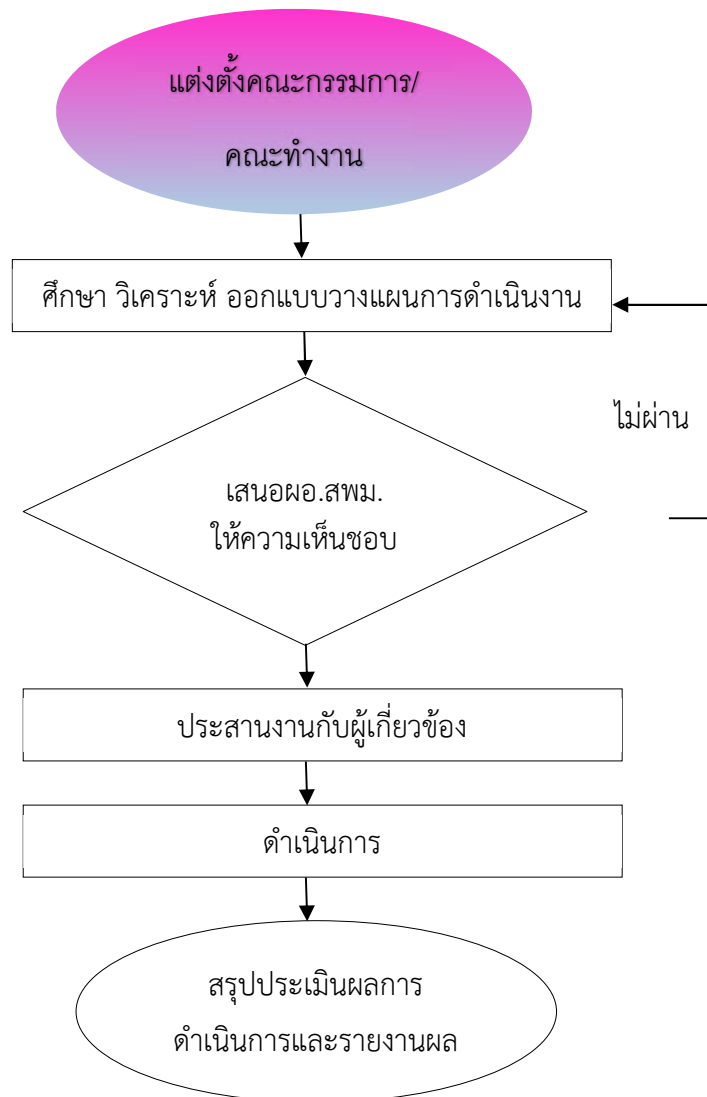 แต่งตั้งคณะกรรมการ/
คณะทำงาน
ศึกษา วิเคราะห์ ออกแบบวางแผนการดำเนินงาน
ไม่ผ่าน
เสนอผอ.สพม.
ให้ความเห็นชอบ
ประสานงานกับผู้เกี่ยวข้อง
ดำเนินการ
สรุปประเมินผลการ
ดำเนินการและรายงานผล